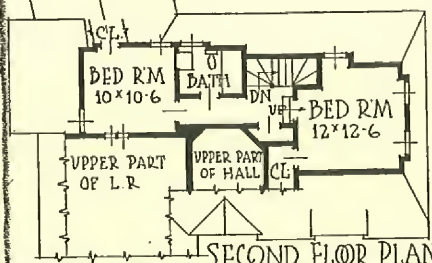 CL
BED R'M
10 x 10-6
BATH
DN
UP
BED R'M
12 x 12-6
UPPER PART
OF L.R
UPPER PART
OF HALL
CL
SECOND FLOOR PLAN